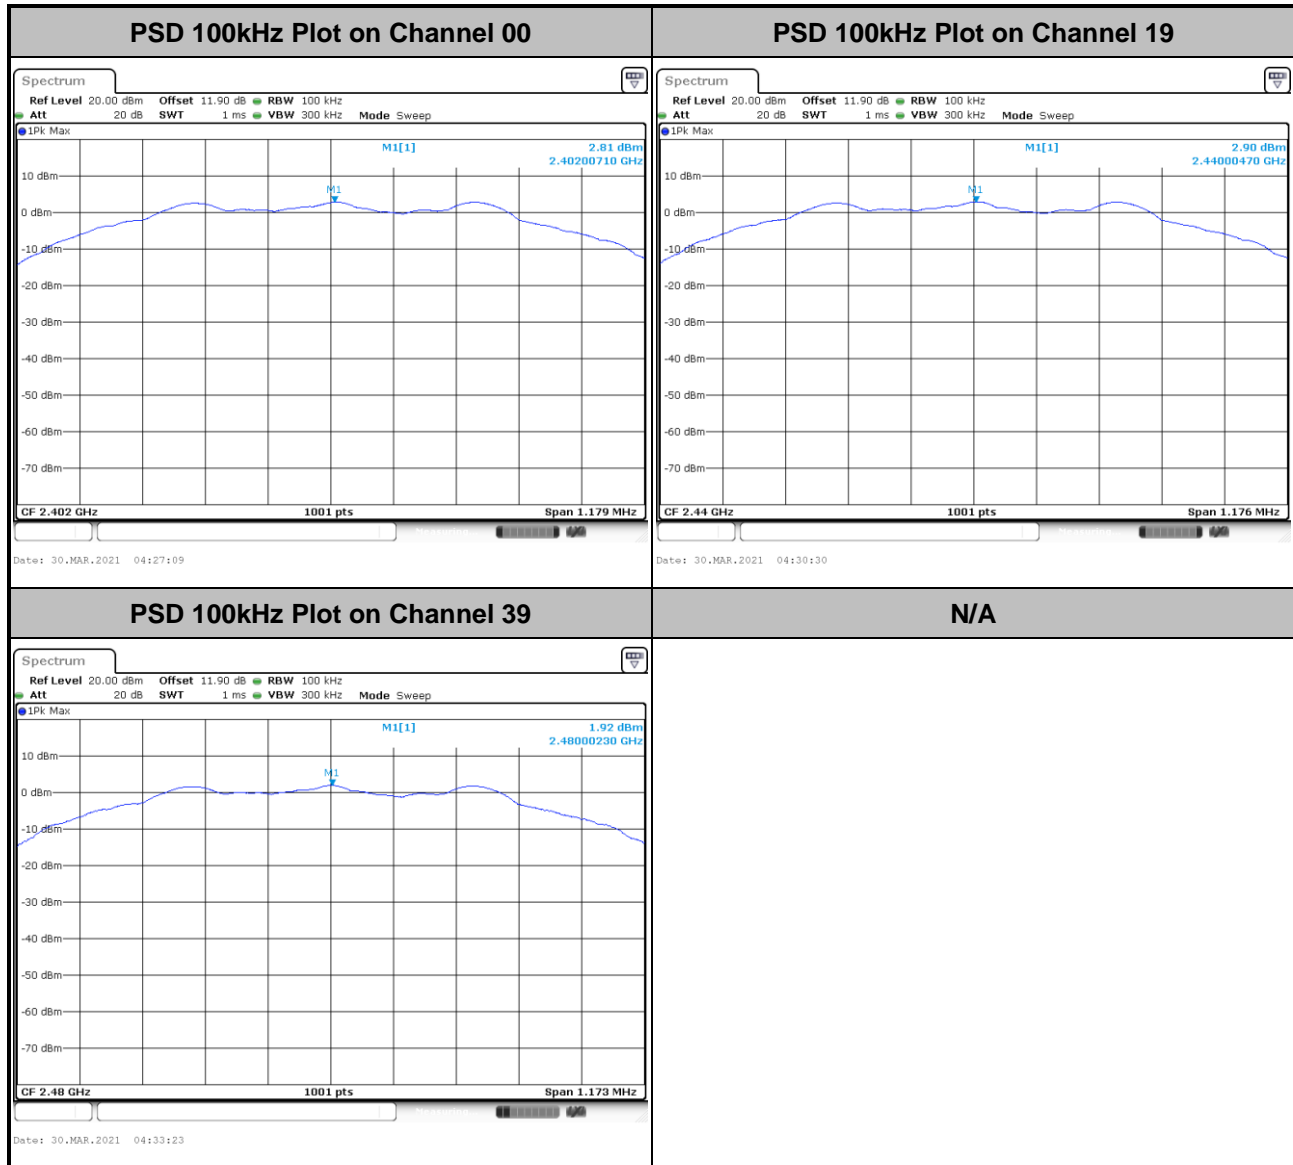 PSD 100kHz Plot on Channel 00
PSD 100kHz Plot on Channel 19
Spectrum
Ref Level 20.00 dBm Offset 11.90 dB RBW 100 kHz
Att 20 dB SWT 1 ms VBW 300 kHz Mode Sweep
1Pk Max
M1[1] 2.81 dBm
2.40200710 GHz
10 dBm
M1
0 dBm
-10 dBm
-20 dBm
-30 dBm
-40 dBm
-50 dBm
-60 dBm
-70 dBm
CF 2.402 GHz 1001 pts Span 1.179 MHz
Measuring
Date: 30.MAR.2021 04:27:09
Spectrum
Ref Level 20.00 dBm Offset 11.90 dB RBW 100 kHz
Att 20 dB SWT 1 ms VBW 300 kHz Mode Sweep
1Pk Max
M1[1] 2.90 dBm
2.44000470 GHz
10 dBm
M1
0 dBm
-10 dBm
-20 dBm
-30 dBm
-40 dBm
-50 dBm
-60 dBm
-70 dBm
CF 2.44 GHz 1001 pts Span 1.176 MHz
Measuring
Date: 30.MAR.2021 04:30:30
PSD 100kHz Plot on Channel 39
N/A
Spectrum
Ref Level 20.00 dBm Offset 11.90 dB RBW 100 kHz
Att 20 dB SWT 1 ms VBW 300 kHz Mode Sweep
1Pk Max
M1[1] 1.92 dBm
2.48000230 GHz
10 dBm
M1
0 dBm
-10 dBm
-20 dBm
-30 dBm
-40 dBm
-50 dBm
-60 dBm
-70 dBm
CF 2.48 GHz 1001 pts Span 1.173 MHz
Measuring
Date: 30.MAR.2021 04:33:23